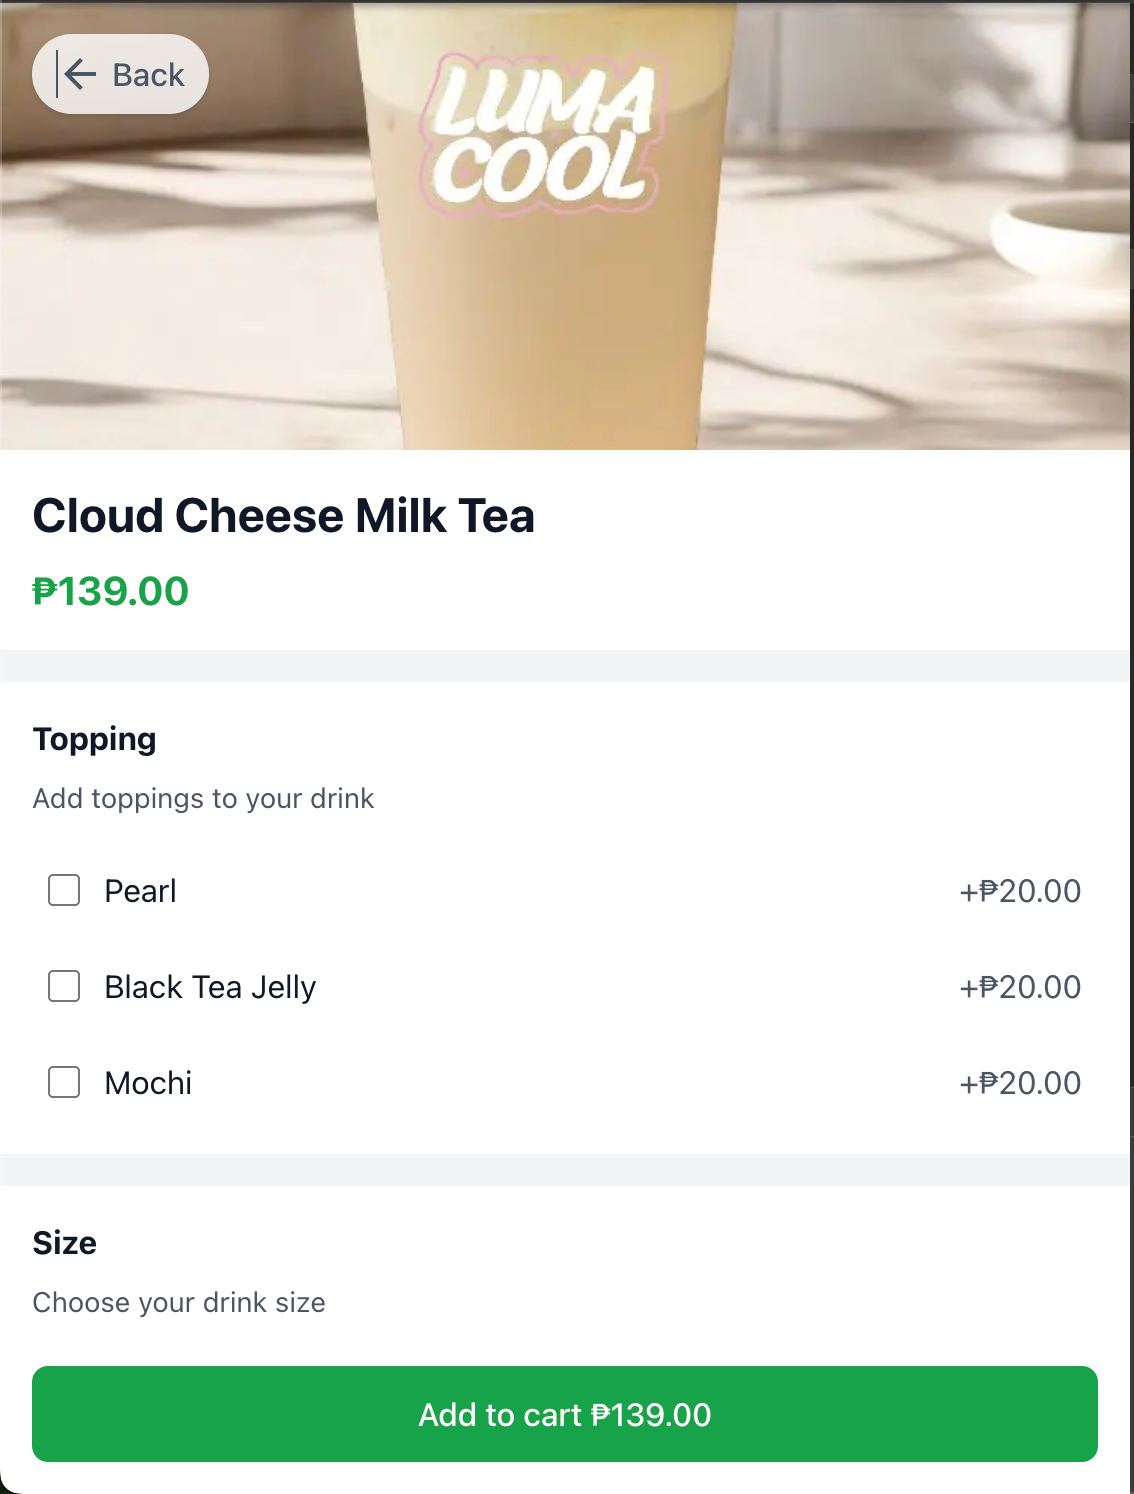 Back
LUMA
COOL
Cloud Cheese Milk Tea
₱139.00
Topping
Add toppings to your drink
Pearl +₱20.00
Black Tea Jelly +₱20.00
Mochi +₱20.00
Size
Choose your drink size
Add to cart ₱139.00